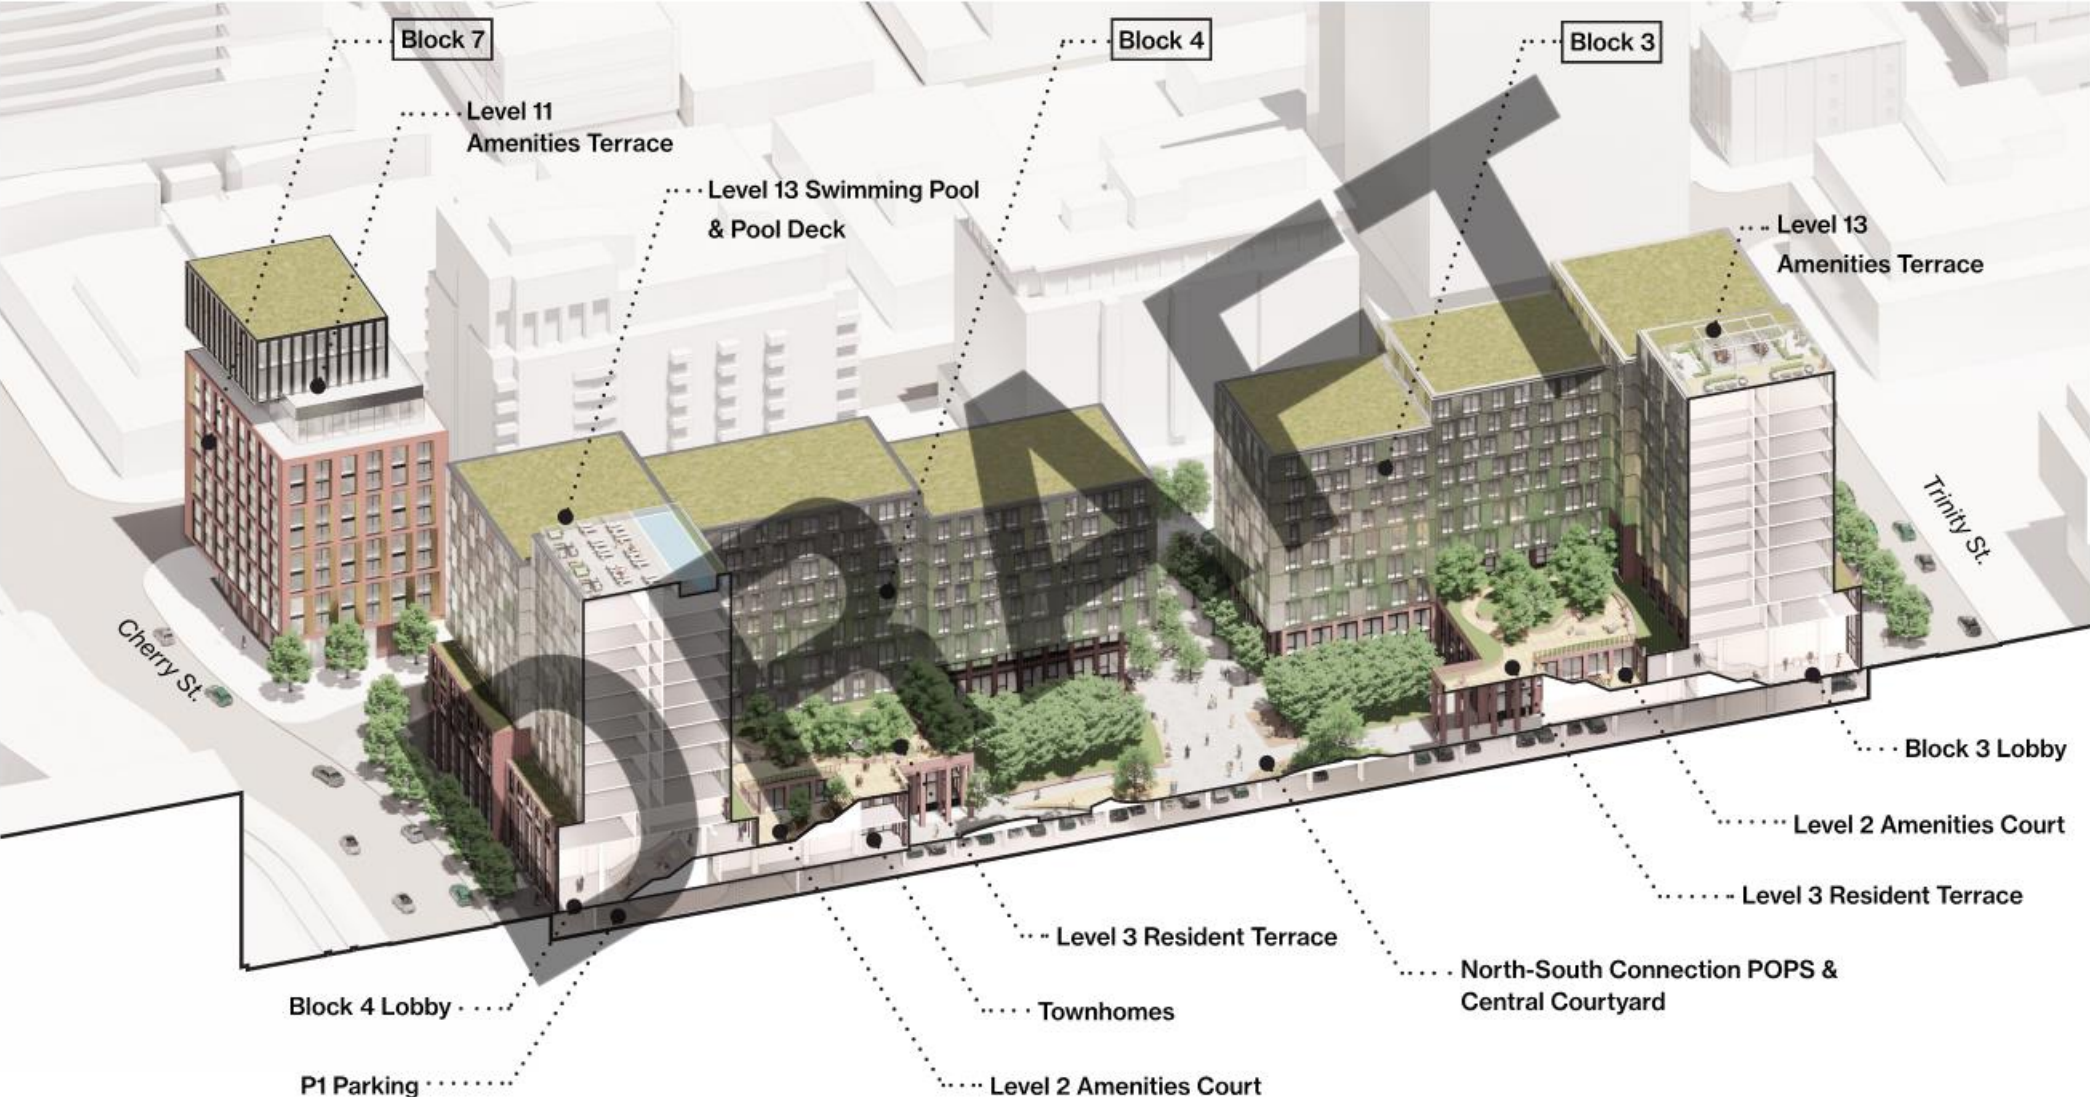 Block 7
Block 4
Block 3
Level 11
Amenities Terrace
Level 13 Swimming Pool
& Pool Deck
Level 13
Amenities Terrace
DRAFT
Trinity St.
Cherry St.
Block 3 Lobby
Level 2 Amenities Court
Level 3 Resident Terrace
Level 3 Resident Terrace
North-South Connection POPS &
Central Courtyard
Block 4 Lobby
Townhomes
P1 Parking
Level 2 Amenities Court